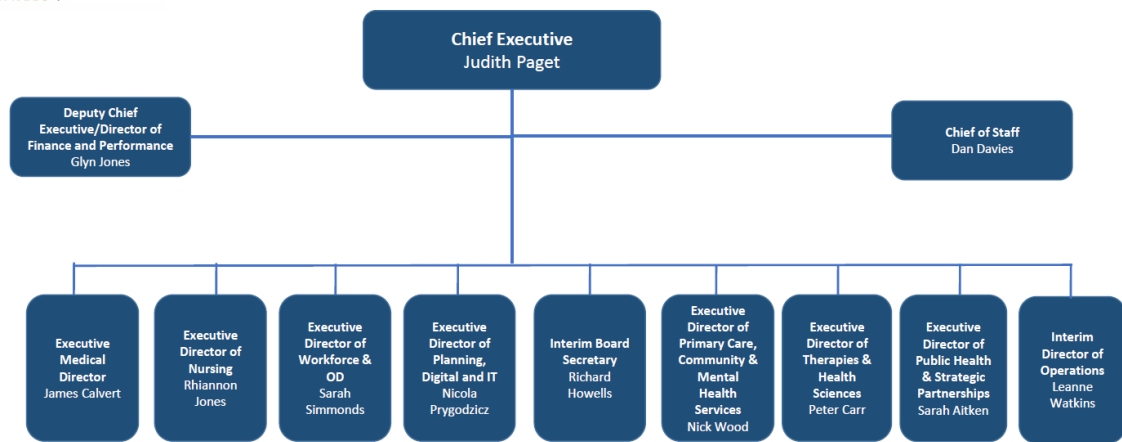 Chief Executive
Judith Paget
Deputy Chief
Executive/Director of
Finance and Performance
Glyn Jones
Chief of Staff
Dan Davies
Executive
Medical
Director
James Calvert
Executive
Director of
Nursing
Rhiannon
Jones
Executive
Director of
Workforce &
OD
Sarah
Simmonds
Executive
Director of
Planning,
Digital and IT
Nicola
Prygodzicz
Interim Board
Secretary
Richard
Howells
Executive
Director of
Primary Care,
Community &
Mental
Health
Services
Nick Wood
Executive
Director of
Therapies &
Health
Sciences
Peter Carr
Executive
Director of
Public Health
& Strategic
Partnerships
Sarah Aitken
Interim
Director of
Operations
Leanne
Watkins